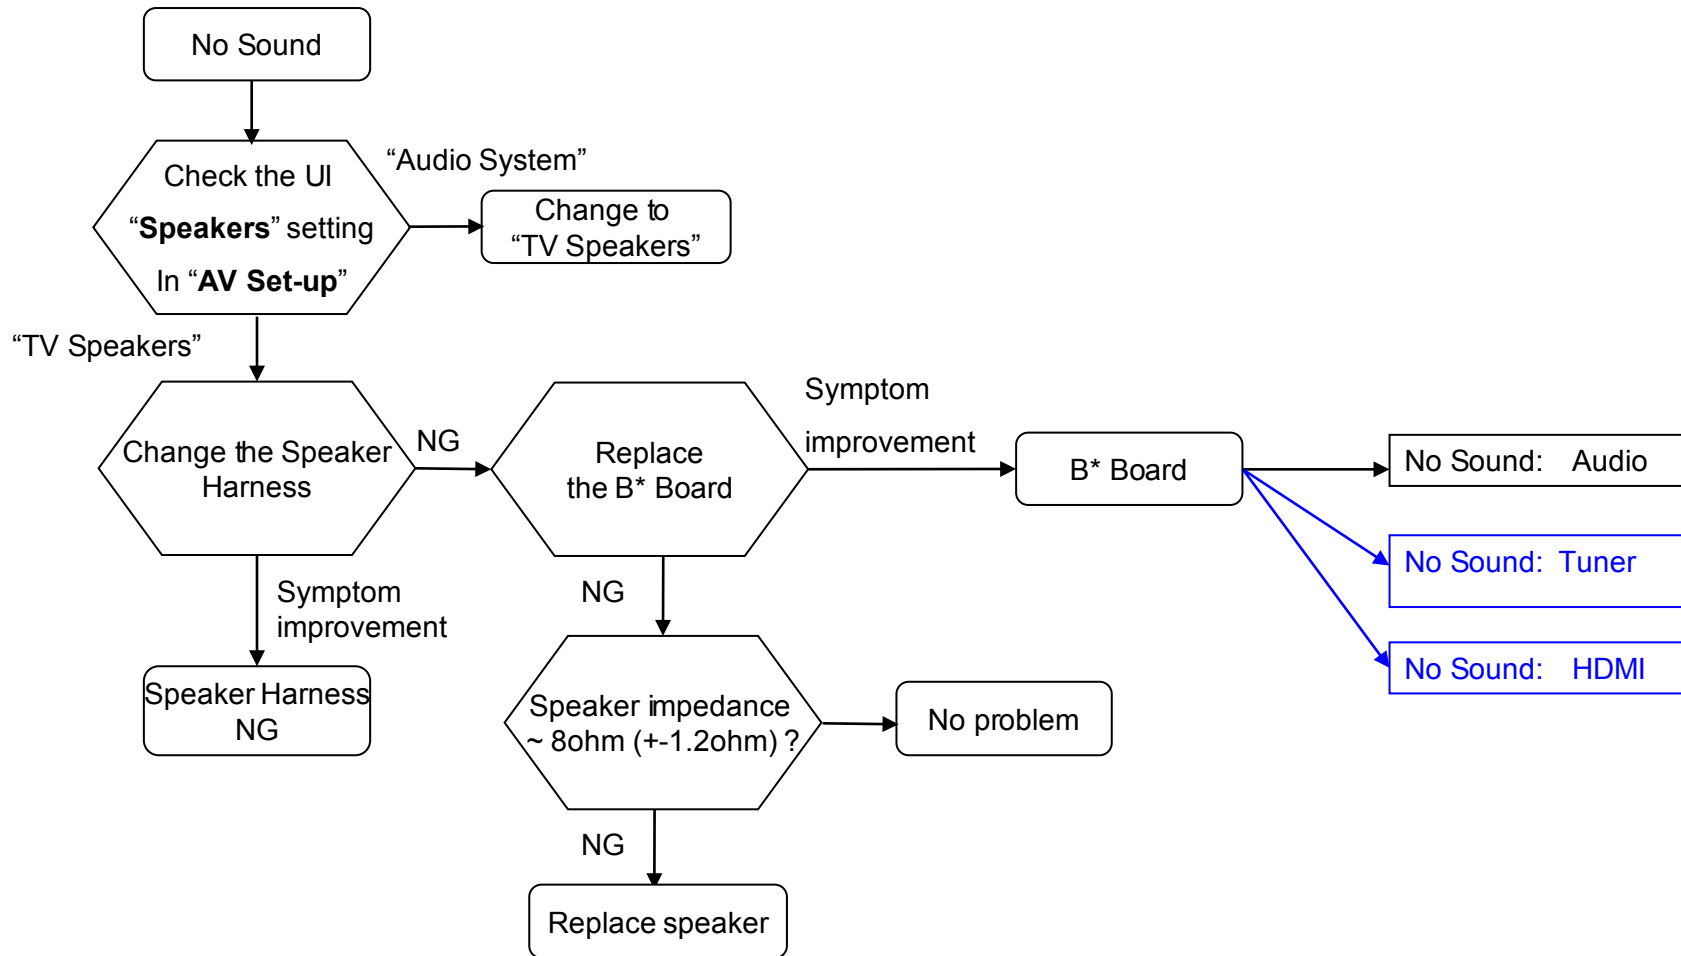 No Sound
Check the UI
“Speakers” setting
In “AV Set-up”
“Audio System”
Change to
“TV Speakers”
“TV Speakers”
Change the Speaker
Harness
NG
Replace
the B* Board
Symptom
improvement
B* Board
No Sound: Audio
No Sound: Tuner
No Sound: HDMI
Symptom
improvement
Speaker Harness
NG
NG
Speaker impedance
~ 8ohm (+-1.2ohm) ?
No problem
NG
Replace speaker